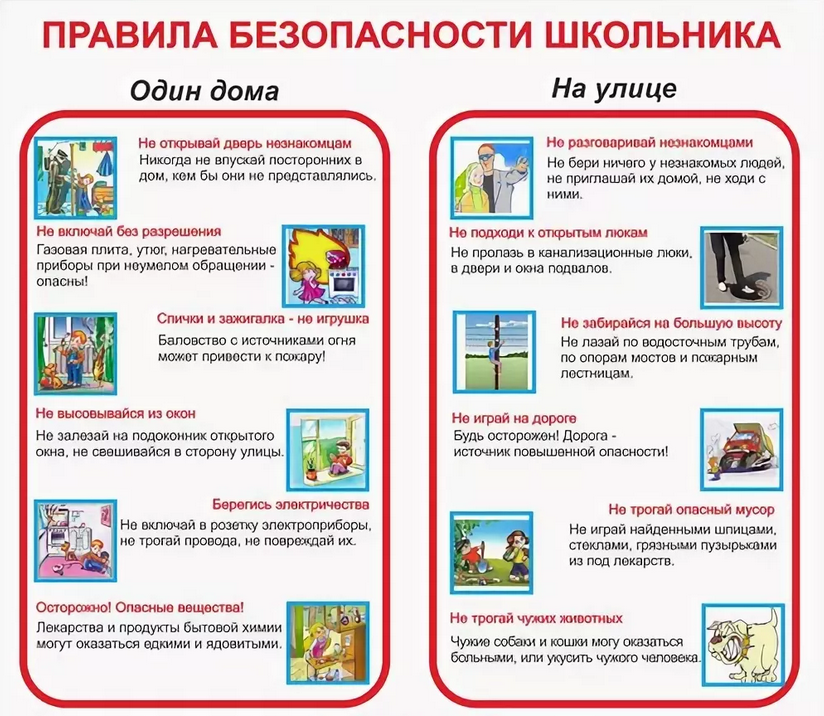 ПРАВИЛА БЕЗОПАСНОСТИ ШКОЛЬНИКА
Один дома
Не открывай дверь незнакомцам
Никогда не впускай посторонних в
дом, кем бы они не представлялись.
Не включай без разрешения
Газовая плита, утюг, нагревательные
приборы при неумелом обращении -
опасны!
Спички и зажигалка - не игрушка
Баловство с источниками огня
может привести к пожару!
Не высовывайся из окон
Не залезай на подоконник открытого
окна, не свешивайся в сторону улицы.
Берегись электричества
Не включай в розетку электроприборы,
не трогай провода, не повреждай их.
Осторожно! Опасные вещества!
Лекарства и продукты бытовой химии
могут оказаться едкими и ядовитыми.
На улице
Не разговаривай незнакомцами
Не бери ничего у незнакомых людей,
не приглашай их домой, не ходи с
ними.
Не подходи к открытым люкам
Не пролазь в канализационные люки,
в двери и окна подвалов.
Не забирайся на большую высоту
Не лазай по водосточным трубам,
по опорам мостов и пожарным
лестницам.
Не играй на дороге
Будь осторожен! Дорога -
источник повышенной опасности!
Не трогай опасный мусор
Не играй найденными шпицами,
стеклами, грязными пузырьками
из под лекарств.
Не трогай чужих животных
Чужие собаки и кошки могу оказаться
больными, или укусить чужого человека.